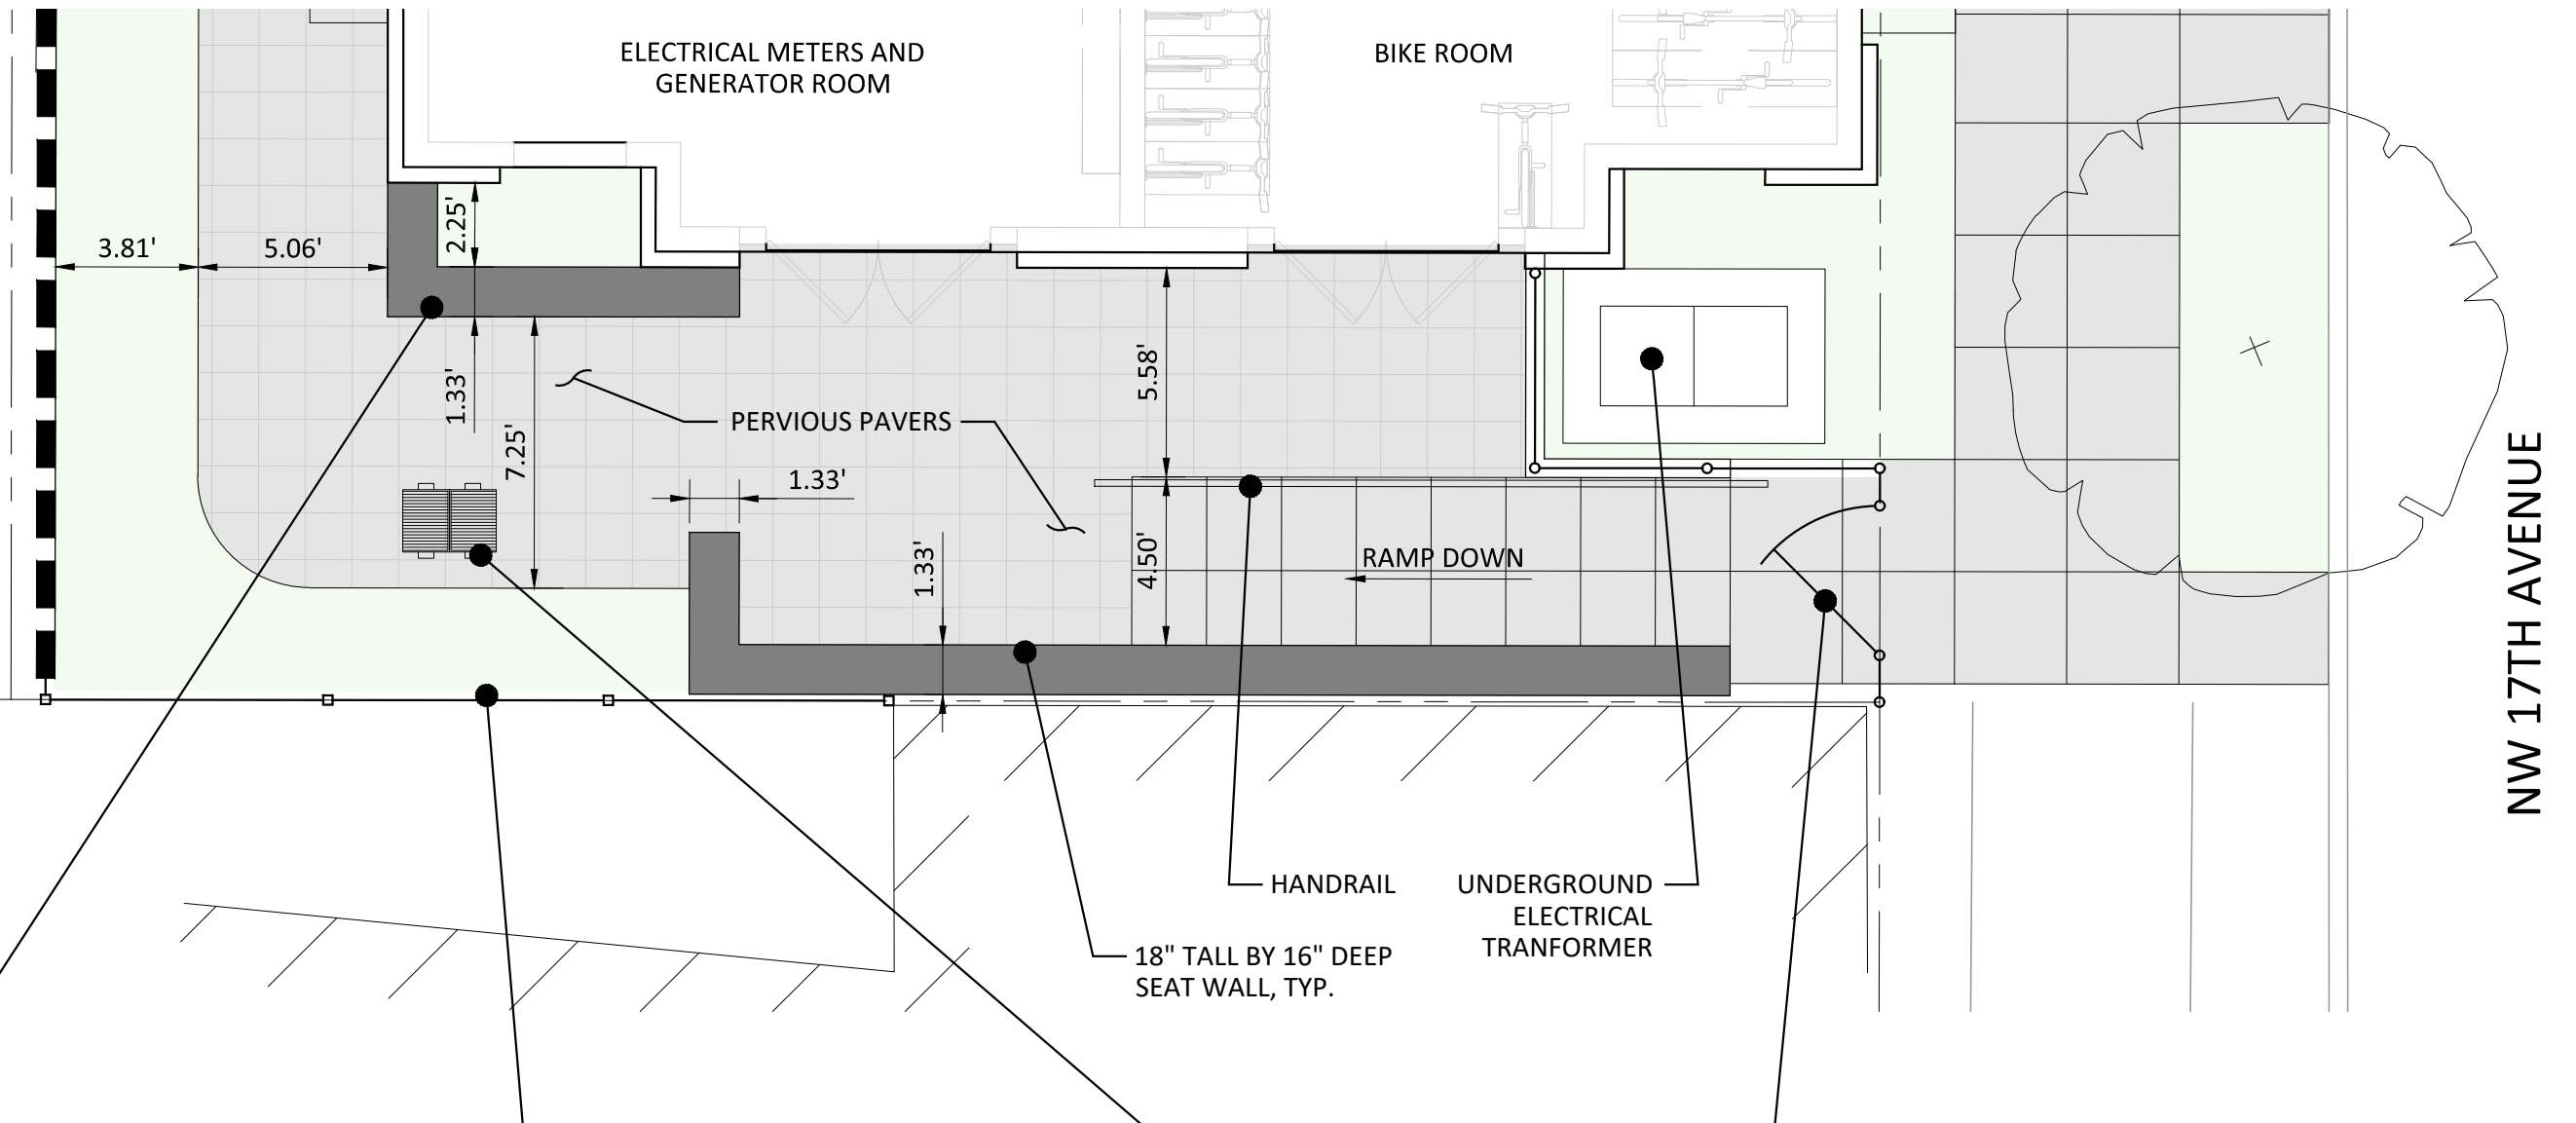 ELECTRICAL METERS AND
GENERATOR ROOM
BIKE ROOM
3.81'
5.06'
2.25'
1.33'
7.25'
PERVIOUS PAVERS
1.33'
1.33'
5.58'
4.50'
RAMP DOWN
NW 17TH AVENUE
HANDRAIL
UNDERGROUND
ELECTRICAL
TRANFORMER
18" TALL BY 16" DEEP
SEAT WALL, TYP.